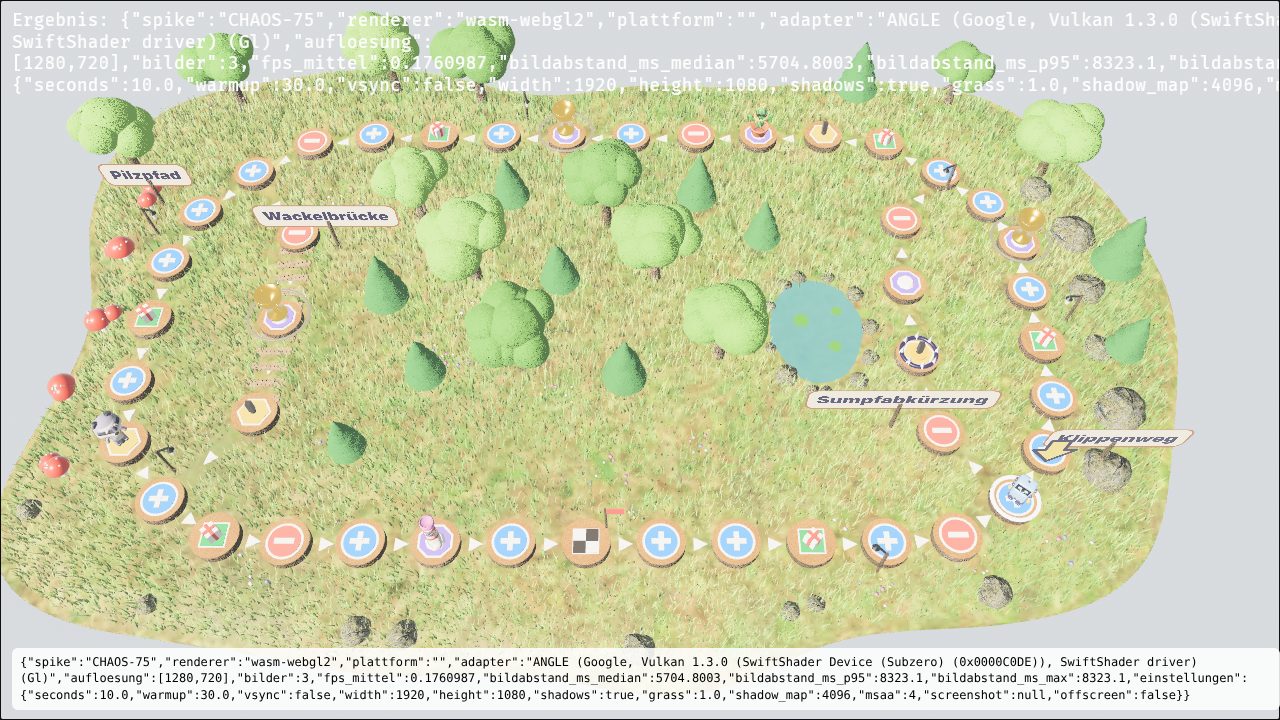 Ergebnis: {"spike":"CHAOS-75","renderer":"wasm-webgl2","plattform":"","adapter":"ANGLE (Google, Vulkan 1.3.0 (SwiftSh
SwiftShader driver) (Gl)","aufloesung":
[1280,720],"bilder":3,"fps_mittel":0.1760987,"bildabstand_ms_median":5704.8003,"bildabstand_ms_p95":8323.1,"bildabsta
{"seconds":10.0,"warmup":30.0,"vsync":false,"width":1920,"height":1080,"shadows":true,"grass":1.0,"shadow_map":4096,"
Pilzpfad
Wackelbrücke
Sumpfabkürzung
Klippenweg
{"spike":"CHAOS-75","renderer":"wasm-webgl2","plattform":"","adapter":"ANGLE (Google, Vulkan 1.3.0 (SwiftShader Device (Subzero) (0x0000C0DE)), SwiftShader driver)
(Gl)","aufloesung":[1280,720],"bilder":3,"fps_mittel":0.1760987,"bildabstand_ms_median":5704.8003,"bildabstand_ms_p95":8323.1,"bildabstand_ms_max":8323.1,"einstellungen":
{"seconds":10.0,"warmup":30.0,"vsync":false,"width":1920,"height":1080,"shadows":true,"grass":1.0,"shadow_map":4096,"msaa":4,"screenshot":null,"offscreen":false}}